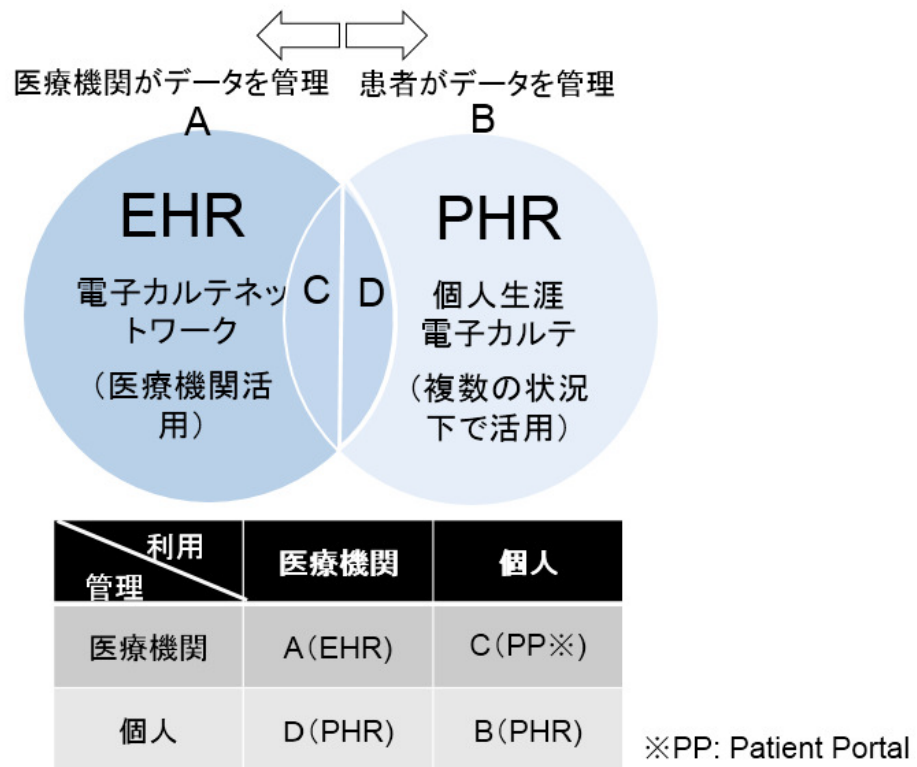 医療機関がデータを管理 患者がデータを管理
A B
EHR PHR
電子カルテネッ
トワーク
（医療機関活
用）
C D
個人生涯
電子カルテ
（複数の状況
下で活用）
利用
管理
医療機関 個人
医療機関 A（EHR） C（PP※）
個人 D（PHR） B（PHR）
※PP: Patient Portal